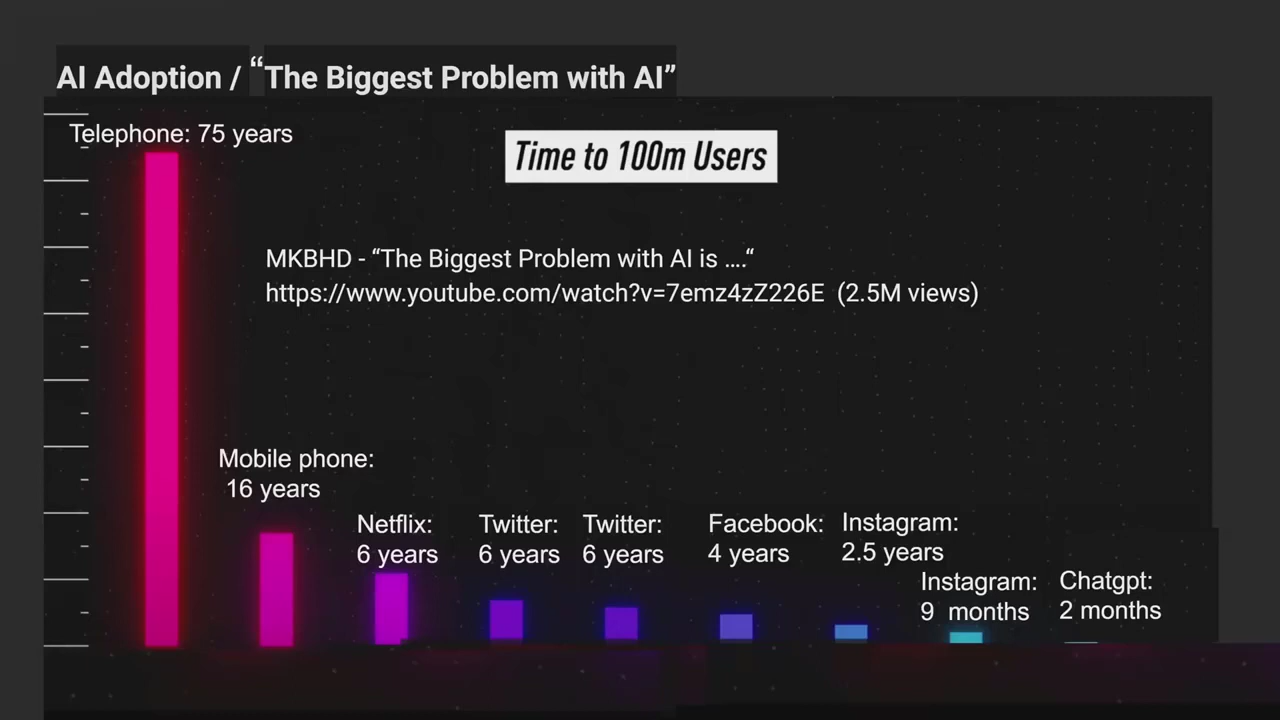 AI Adoption / “The Biggest Problem with AI”
Telephone: 75 years
Time to 100m Users
MKBHD - “The Biggest Problem with AI is ....“
https://www.youtube.com/watch?v=7emz4zZ226E (2.5M views)
Mobile phone:
16 years
Netflix:
6 years
Twitter:
6 years
Twitter:
6 years
Facebook:
4 years
Instagram:
2.5 years
Instagram:
9 months
Chatgpt:
2 months